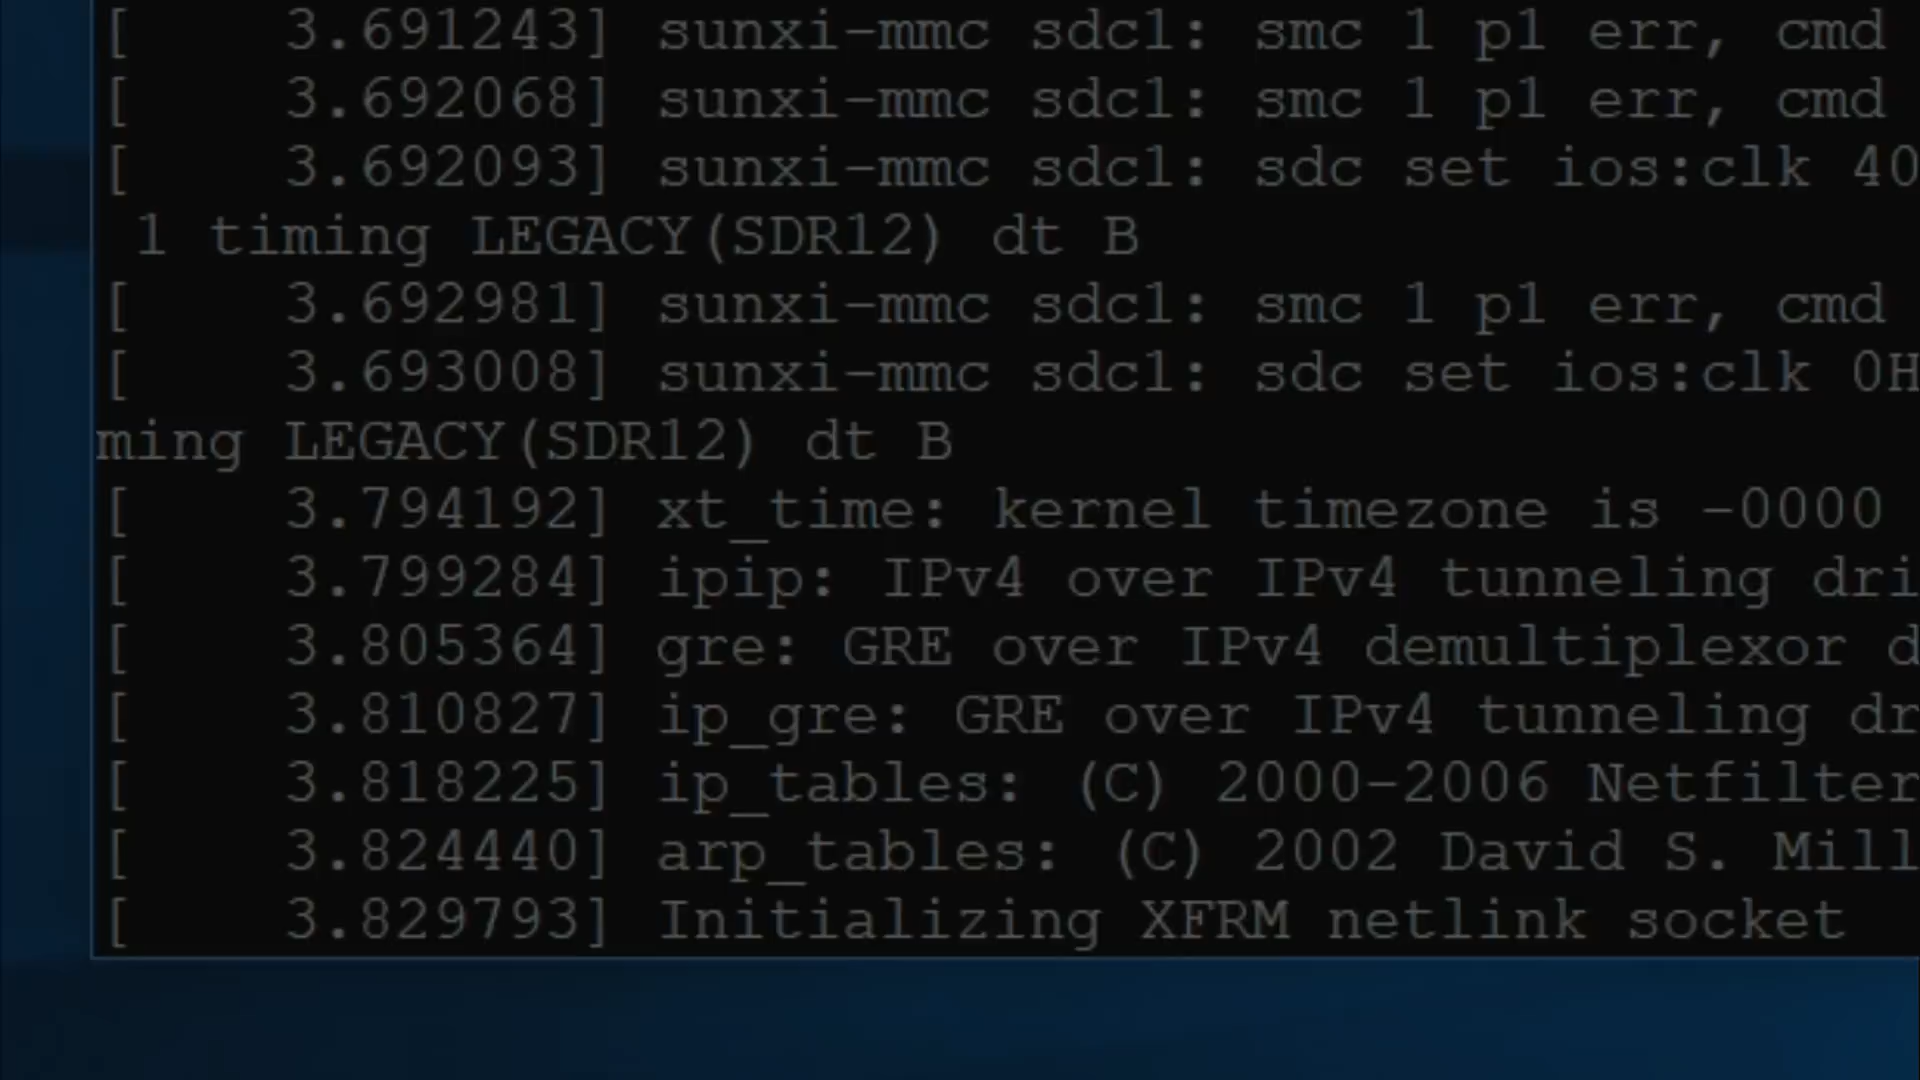 [    3.691243] sunxi-mmc sdc1: smc 1 p1 err, cmd
[    3.692068] sunxi-mmc sdc1: smc 1 p1 err, cmd
[    3.692093] sunxi-mmc sdc1: sdc set ios:clk 40
1 timing LEGACY(SDR12) dt B
[    3.692981] sunxi-mmc sdc1: smc 1 p1 err, cmd
[    3.693008] sunxi-mmc sdc1: sdc set ios:clk 0H
ming LEGACY(SDR12) dt B
[    3.794192] xt_time: kernel timezone is -0000
[    3.799284] ipip: IPv4 over IPv4 tunneling dri
[    3.805364] gre: GRE over IPv4 demultiplexor d
[    3.810827] ip_gre: GRE over IPv4 tunneling dr
[    3.818225] ip_tables: (C) 2000-2006 Netfilter
[    3.824440] arp_tables: (C) 2002 David S. Mill
[    3.829793] Initializing XFRM netlink socket